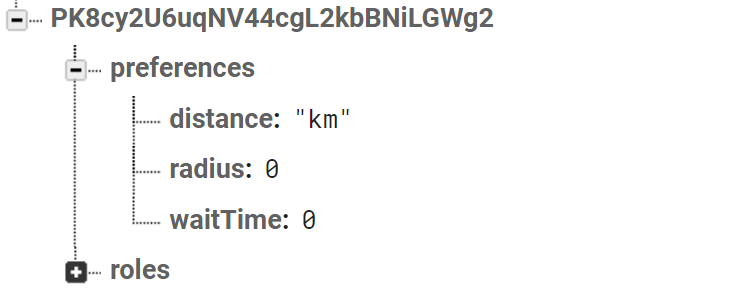 PK8cy2U6uqNV44cgL2kbBNiLGWg2
preferences
distance: "km"
radius: 0
waitTime: 0
roles